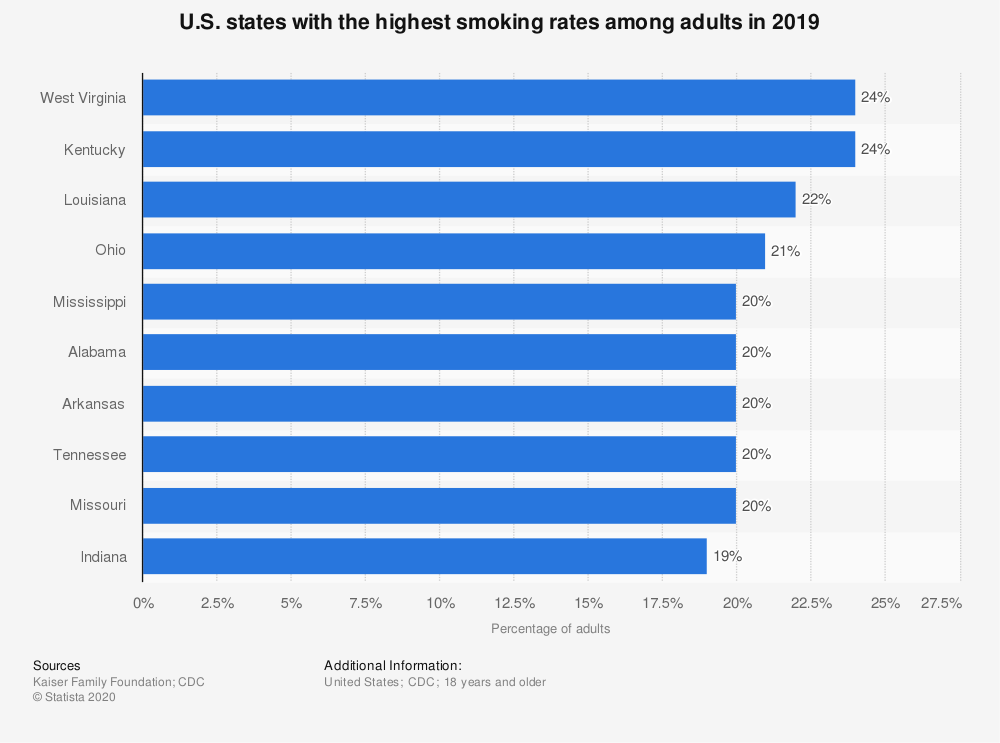 U.S. states with the highest smoking rates among adults in 2019
West Virginia 24%
Kentucky 24%
Louisiana 22%
Ohio 21%
Mississippi 20%
Alabama 20%
Arkansas 20%
Tennessee 20%
Missouri 20%
Indiana 19%
0% 2.5% 5% 7.5% 10% 12.5% 15% 17.5% 20% 22.5% 25% 27.5%
Percentage of adults
Sources
Kaiser Family Foundation; CDC
© Statista 2020
Additional Information:
United States; CDC; 18 years and older